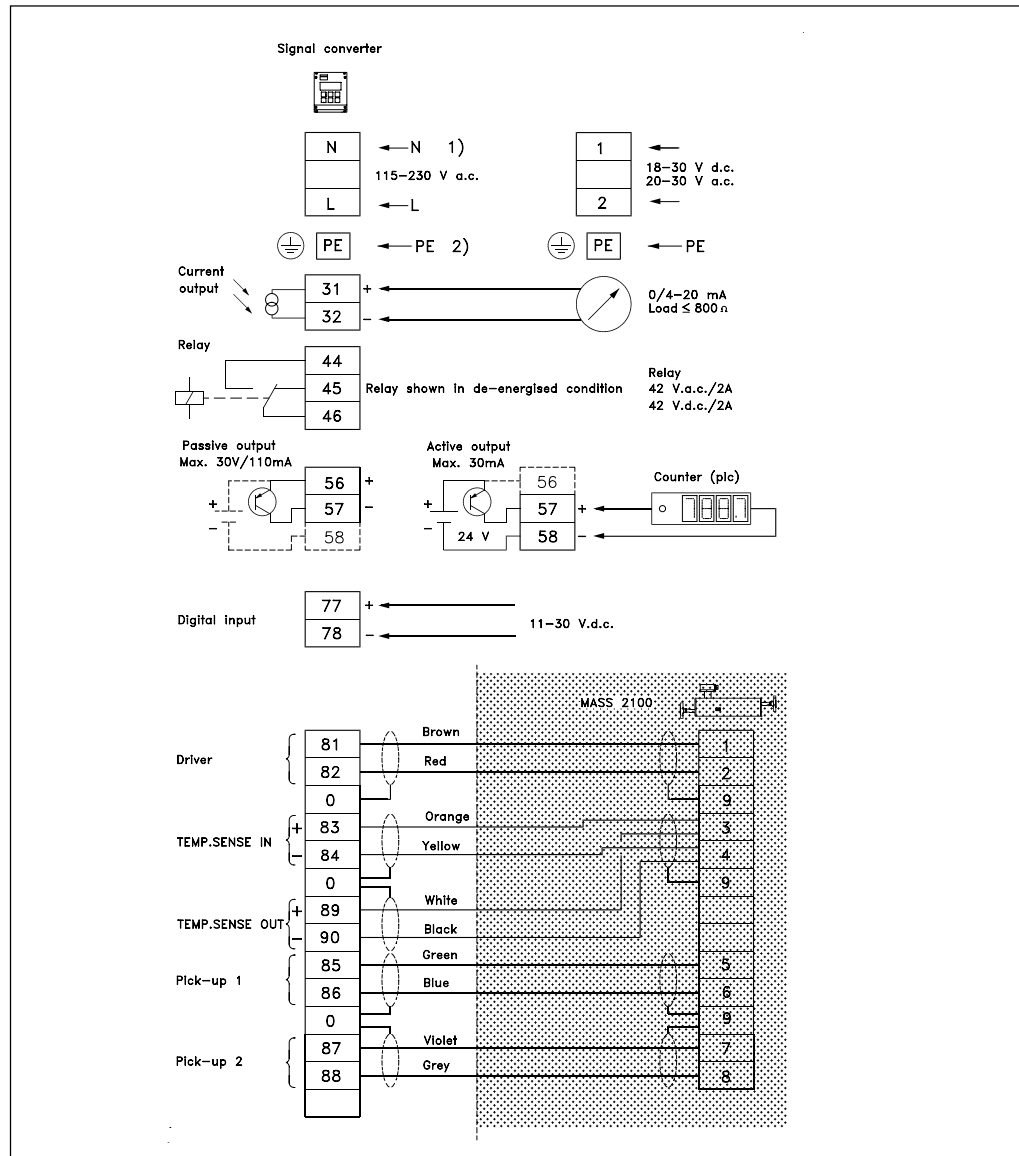 Signal converter
N ←N 1) 1
115-230 V a.c. 18-30 V d.c.
20-30 V a.c.
L ←L 2
PE ←PE 2) PE ←PE
Current
output
31 +
32 -
0/4-20 mA
Load ≤ 800 Ω
Relay
44
45 Relay shown in de-energised condition
46
Relay
42 V.a.c./2A
42 V.d.c./2A
Passive output
Max. 30V/110mA
+
-
56 +
57 -
58
Active output
Max. 30mA
+
-
24 V
56
57 +
58 -
Counter (plc)
Digital input
77 +
78 -
11-30 V.d.c.
MASS 2100
Driver
81 Brown 1
82 Red 2
0 9
TEMP.SENSE IN
+ 83 Orange 3
- 84 Yellow 4
0 9
TEMP.SENSE OUT
+ 89 White
- 90 Black
Pick-up 1
85 Green 5
86 Blue 6
0 9
Pick-up 2
87 Violet 7
88 Grey 8